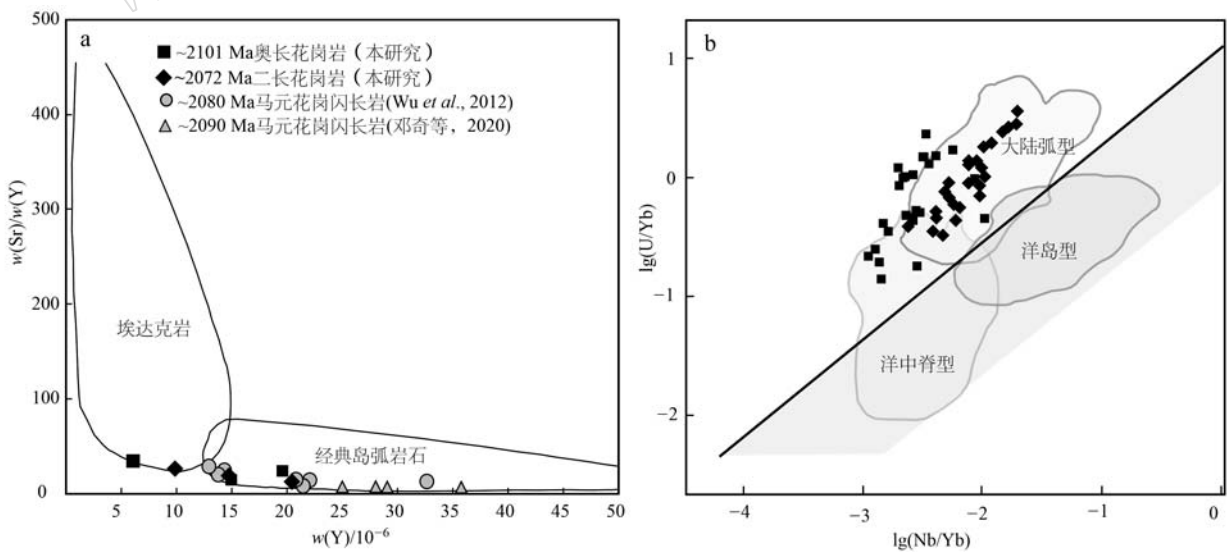 a
~2101 Ma奥长花岗岩（本研究）
~2072 Ma二长花岗岩（本研究）
~2080 Ma马元花岗闪长岩(Wu et al., 2012)
~2090 Ma马元花岗闪长岩(邓奇等，2020)
埃达克岩
经典岛弧岩石
w(Sr)/w(Y)
500
400
300
200
100
0
5 10 15 20 25 30 35 40 45 50
w(Y)/10⁻⁶
b
大陆弧型
洋岛型
洋中脊型
lg(U/Yb)
1
0
−1
−2
−4 −3 −2 −1 0
lg(Nb/Yb)